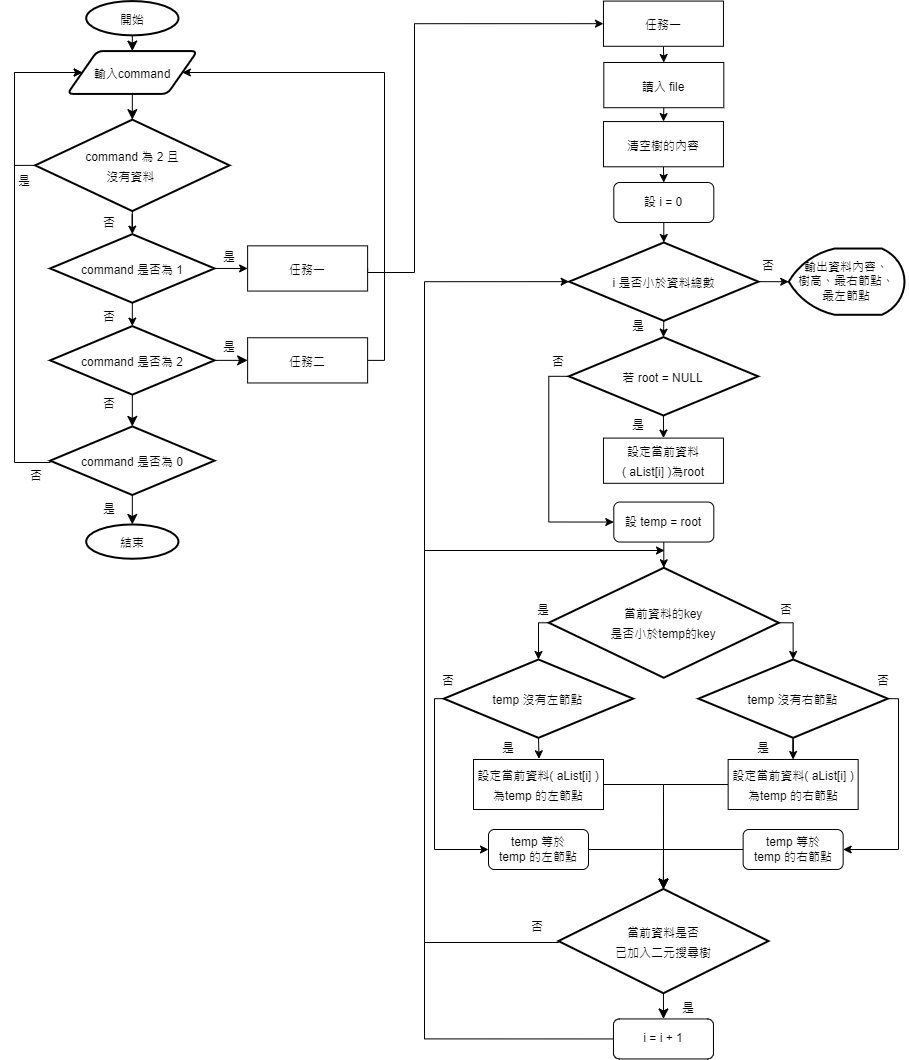 開始
輸入command
command 為 2 且
沒有資料
是
否
command 是否為 1
是
任務一
否
command 是否為 2
是
任務二
否
command 是否為 0
否
是
結束
任務一
讀入 file
清空樹的內容
設 i = 0
i 是否小於資料總數
否
輸出資料內容、
樹高、最右節點、
最左節點
是
若 root = NULL
否
是
設定當前資料
( aList[i] )為root
設 temp = root
當前資料的key
是否小於temp的key
是
否
temp 沒有左節點
否
是
設定當前資料( aList[i] )
為temp 的左節點
temp 等於
temp 的左節點
temp 沒有右節點
否
是
設定當前資料( aList[i] )
為temp 的右節點
temp 等於
temp 的右節點
當前資料是否
已加入二元搜尋樹
否
是
i = i + 1